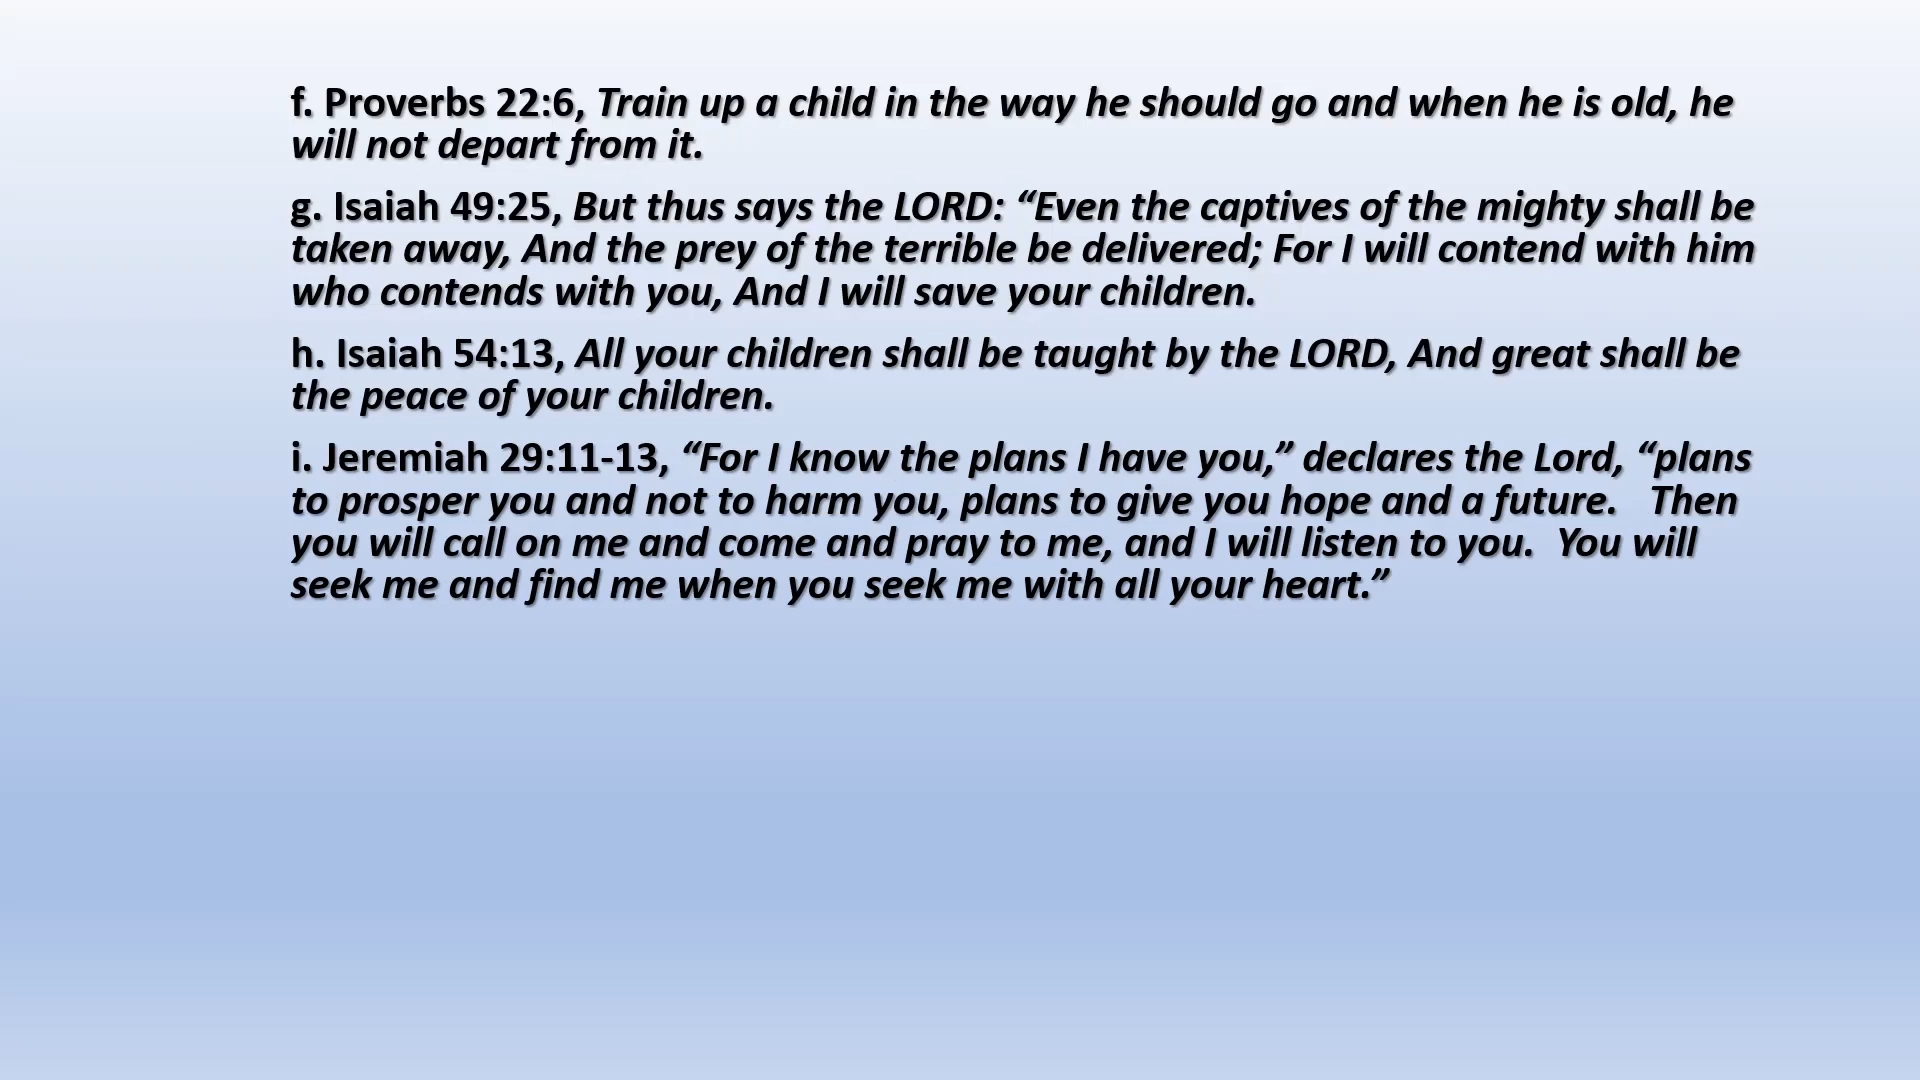 f. Proverbs 22:6, Train up a child in the way he should go and when he is old, he
will not depart from it.
g. Isaiah 49:25, But thus says the LORD: “Even the captives of the mighty shall be
taken away, And the prey of the terrible be delivered; For I will contend with him
who contends with you, And I will save your children.
h. Isaiah 54:13, All your children shall be taught by the LORD, And great shall be
the peace of your children.
i. Jeremiah 29:11-13, “For I know the plans I have you,” declares the Lord, “plans
to prosper you and not to harm you, plans to give you hope and a future.   Then
you will call on me and come and pray to me, and I will listen to you.  You will
seek me and find me when you seek me with all your heart.”